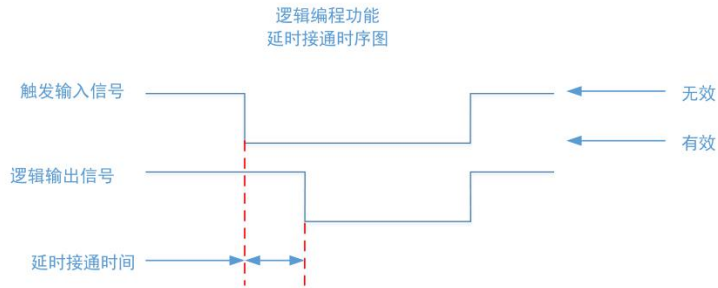 逻辑编程功能
延时接通时序图
触发输入信号
无效
有效
逻辑输出信号
延时接通时间